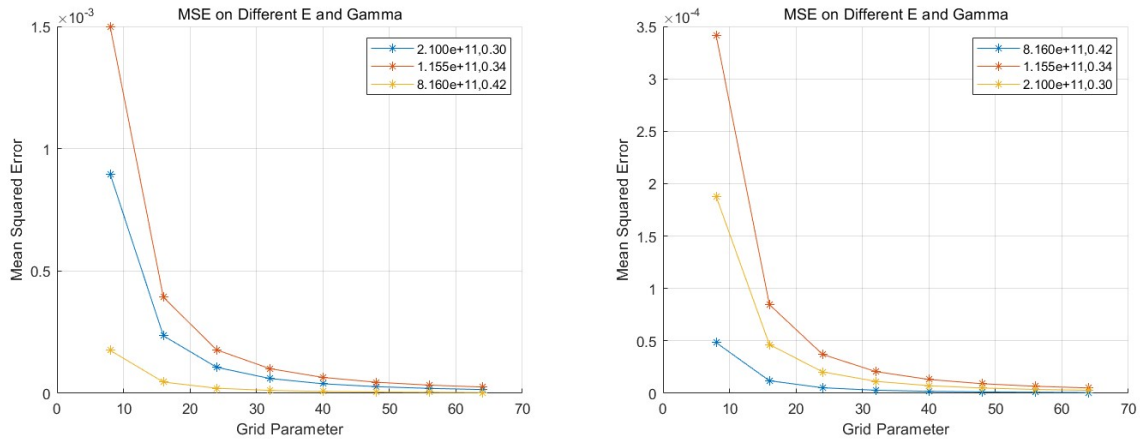 MSE on Different E and Gamma
×10⁻³
1.5
1
0.5
0
0 10 20 30 40 50 60 70
Mean Squared Error
Grid Parameter
2.100e+11,0.30
1.155e+11,0.34
8.160e+11,0.42
MSE on Different E and Gamma
×10⁻⁴
3.5
3
2.5
2
1.5
1
0.5
0
0 10 20 30 40 50 60 70
Mean Squared Error
Grid Parameter
8.160e+11,0.42
1.155e+11,0.34
2.100e+11,0.30